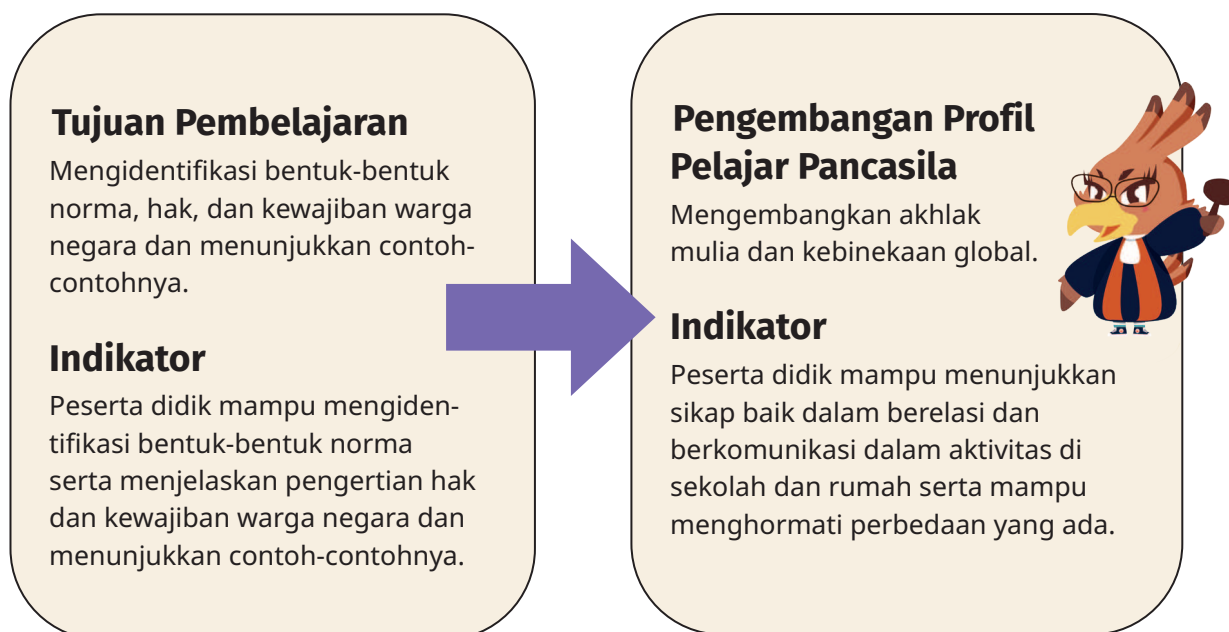 Tujuan Pembelajaran
Mengidentifikasi bentuk-bentuk
norma, hak, dan kewajiban warga
negara dan menunjukkan contoh-
contohnya.
Indikator
Peserta didik mampu mengiden-
tifikasi bentuk-bentuk norma
serta menjelaskan pengertian hak
dan kewajiban warga negara dan
menunjukkan contoh-contohnya.
Pengembangan Profil
Pelajar Pancasila
Mengembangkan akhlak
mulia dan kebinekaan global.
Indikator
Peserta didik mampu menunjukkan
sikap baik dalam berelasi dan
berkomunikasi dalam aktivitas di
sekolah dan rumah serta mampu
menghormati perbedaan yang ada.